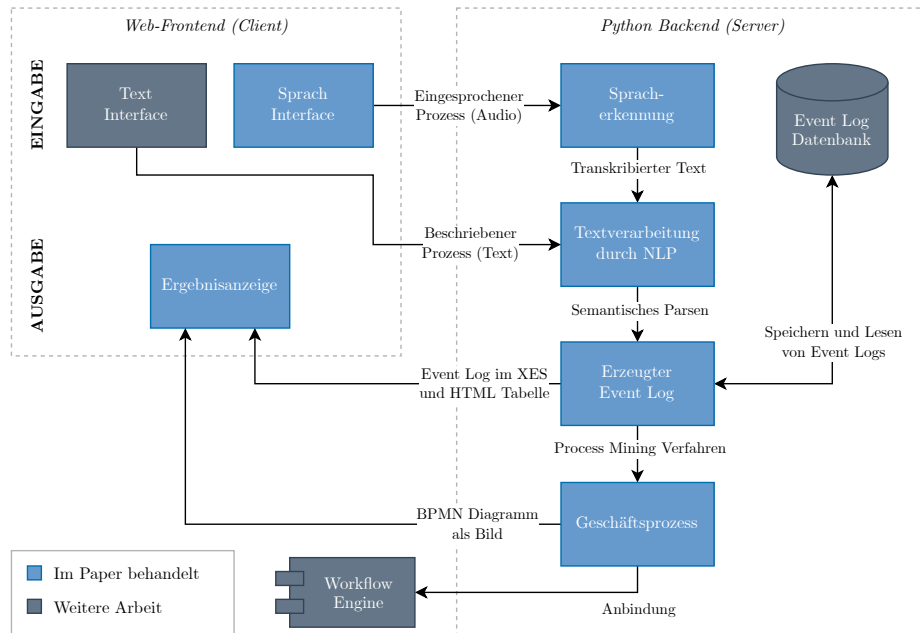 Web-Frontend (Client)
Python Backend (Server)
EINGABE
Text
Interface
Sprach
Interface
Eingesprochener
Prozess (Audio)
Sprach-
erkennung
Event Log
Datenbank
Transkribierter Text
AUSGABE
Beschriebener
Prozess (Text)
Textverarbeitung
durch NLP
Ergebnisanzeige
Semantisches Parsen
Speichern und Lesen
von Event Logs
Event Log im XES
und HTML Tabelle
Erzeugter
Event Log
Process Mining Verfahren
BPMN Diagramm
als Bild
Geschäftsprozess
Im Paper behandelt
Weitere Arbeit
Workflow
Engine
Anbindung